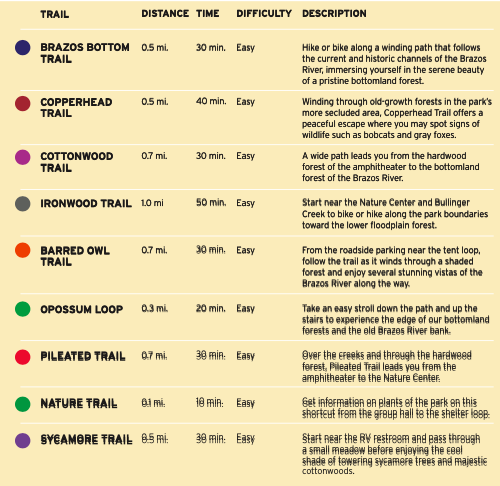 TRAIL DISTANCE TIME DIFFICULTY DESCRIPTION
BRAZOS BOTTOM 0.5 mi. 30 min. Easy Hike or bike along a winding path that follows
TRAIL the current and historic channels of the Brazos
River, immersing yourself in the serene beauty
of a pristine bottomland forest.
COPPERHEAD 0.5 mi. 40 min. Easy Winding through old-growth forests in the park's
TRAIL more secluded area, Copperhead Trail offers a
peaceful escape where you may spot signs of
wildlife such as bobcats and gray foxes.
COTTONWOOD 0.7 mi. 30 min. Easy A wide path leads you from the hardwood
TRAIL forest of the amphitheater to the bottomland
forest of the Brazos River.
IRONWOOD TRAIL 1.0 mi 50 min. Easy Start near the Nature Center and Bullinger
Creek to bike or hike along the park boundaries
toward the lower floodplain forest.
BARRED OWL 0.7 mi. 30 min. Easy From the roadside parking near the tent loop,
TRAIL follow the trail as it winds through a shaded
forest and enjoy several stunning vistas of the
Brazos River along the way.
OPOSSUM LOOP 0.3 mi. 20 min. Easy Take an easy stroll down the path and up the
stairs to experience the edge of our bottomland
forests and the old Brazos River bank.
PILEATED TRAIL 0.7 mi. 30 min. Easy Over the creeks and through the hardwood
forest, Pileated Trail leads you from the
amphitheater to the Nature Center.
NATURE TRAIL 0.1 mi. 10 min. Easy Get information on plants of the park on this
shortcut from the group hall to the shelter loop.
SYCAMORE TRAIL 0.5 mi. 30 min. Easy Start near the RV restroom and pass through
a small meadow before enjoying the cool
shade of towering sycamore trees and majestic
cottonwoods.